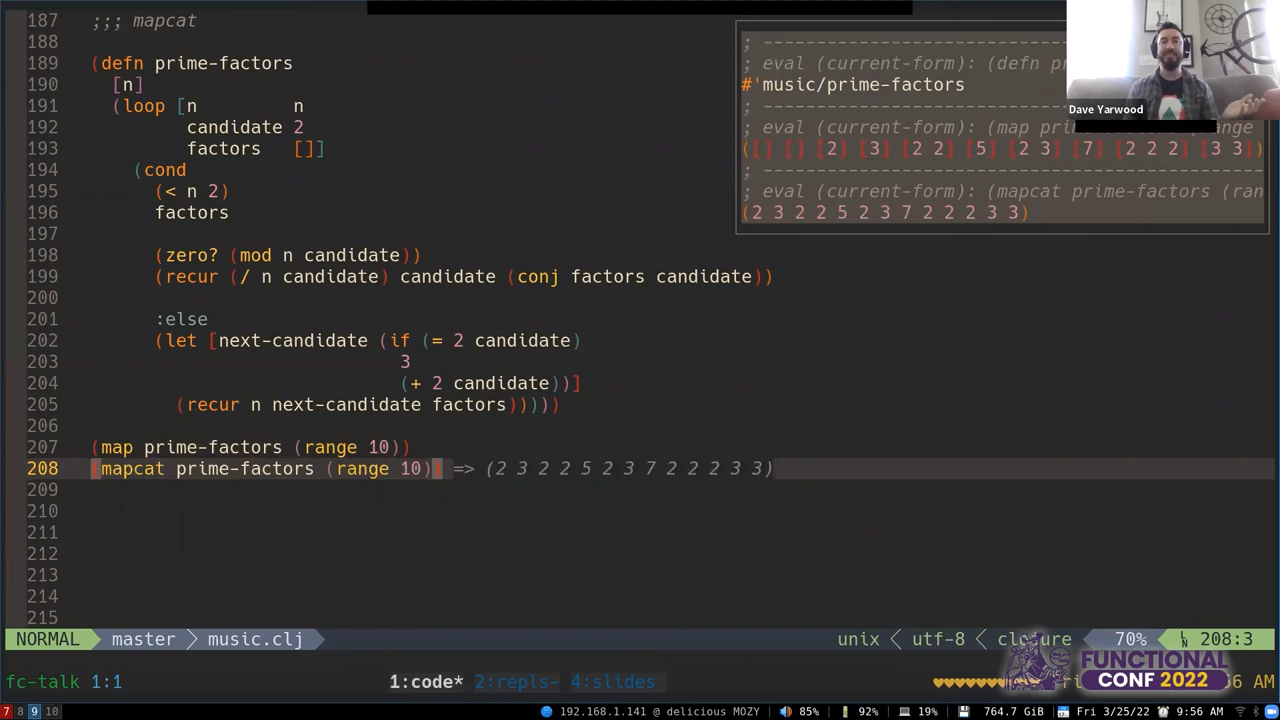 187 ;;; mapcat
188
189 (defn prime-factors
190 [n]
191 (loop [n n
192 candidate 2
193 factors []]
194 (cond
195 (< n 2)
196 factors
197
198 (zero? (mod n candidate))
199 (recur (/ n candidate) candidate (conj factors candidate))
200
201 :else
202 (let [next-candidate (if (= 2 candidate)
203 3
204 (+ 2 candidate))]
205 (recur n next-candidate factors)))))
206
207 (map prime-factors (range 10))
208 (mapcat prime-factors (range 10)) => (2 3 2 2 5 2 3 7 2 2 2 3 3)
209
210
211
212
213
214
215
; --------------------------------
; eval (current-form): (defn
#'music/prime-factors
; --------------------------------
; eval (current-form): (map
([] [] [2] [3] [2 2] [5] [2 3] [7] [2 2 2] [3 3])
; --------------------------------
; eval (current-form): (mapcat prime-factors (ran
(2 3 2 2 5 2 3 7 2 2 2 3 3)
Dave Yarwood
NORMAL master music.clj unix utf-8 clojure 70% 208:3
fc-talk 1:1 1:code* 2:repls- 4:slides AM
FUNCTIONAL
CONF 2022
7 8 9 10 192.168.1.141 @ delicious MOZY 85% 92% 19% 764.7 GiB Fri 3/25/22 9:56 AM